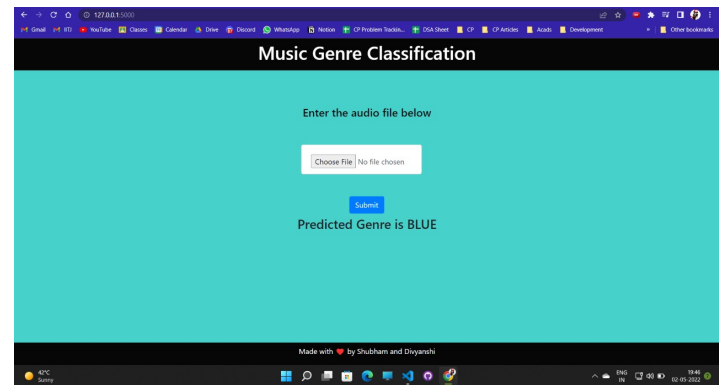 127.0.0.1:5000
Gmail IITJ YouTube Classes Calendar Drive Discord WhatsApp Notion CP Problem Trackin... DSA Sheet CP CP Articles Acads Development » Other bookmarks
Music Genre Classification
Enter the audio file below
Choose File No file chosen
Submit
Predicted Genre is BLUE
Made with ❤ by Shubham and Divyanshi
42°C
Sunny
ENG
IN
19:46
02-05-2022